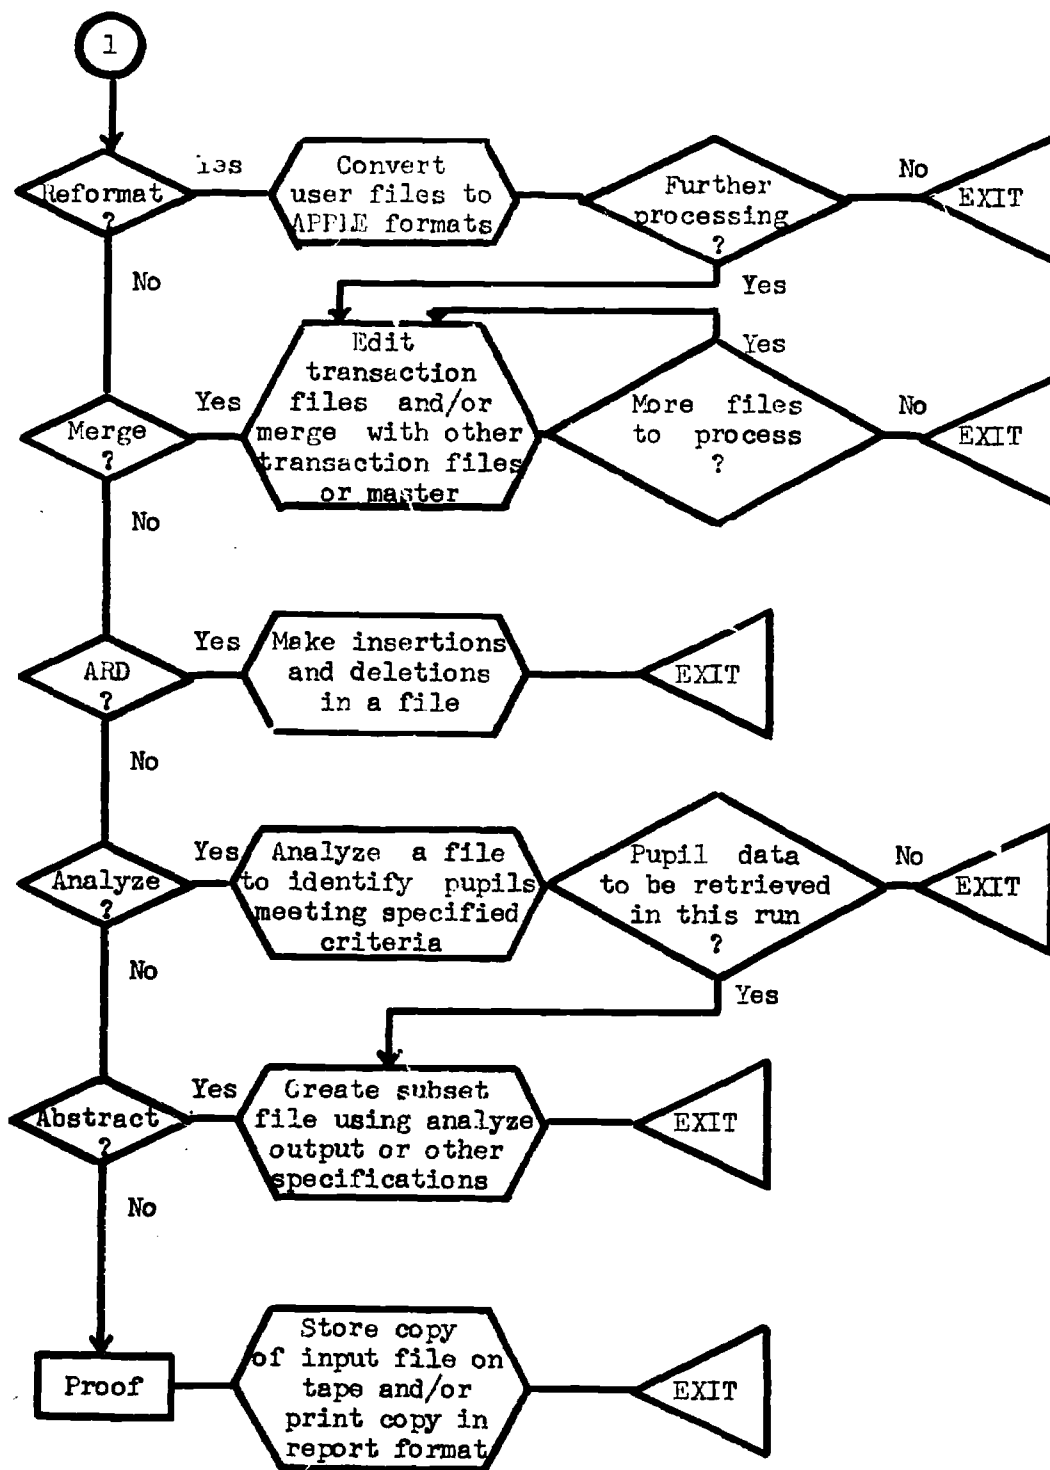 1
Reformat
?
Yes
Convert
user files to
APPLE formats
Further
processing
?
No
EXIT
No
Yes
Edit
transaction
files and/or
merge with other
transaction files
or master
Yes
Merge
?
Yes
More files
to process
?
No
EXIT
No
ARD
?
Yes
Make insertions
and deletions
in a file
EXIT
No
Analyze
?
Yes
Analyze a file
to identify pupils
meeting specified
criteria
Pupil data
to be retrieved
in this run
?
No
EXIT
No
Yes
Abstract
?
Yes
Create subset
file using analyze
output or other
specifications
EXIT
No
Proof
Store copy
of input file on
tape and/or
print copy in
report format
EXIT